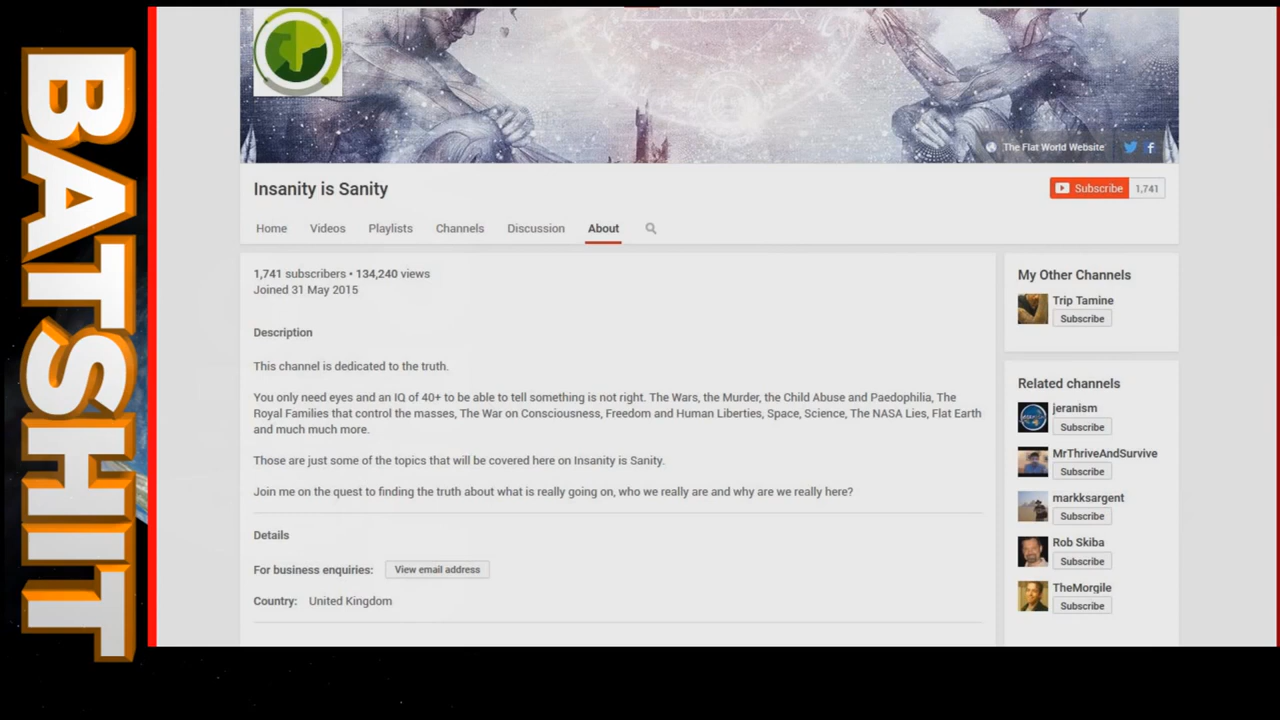 BATSHIT
The Flat World Website
Insanity is Sanity
Subscribe 1,741
Home Videos Playlists Channels Discussion About
1,741 subscribers • 134,240 views
Joined 31 May 2015
Description
This channel is dedicated to the truth.
You only need eyes and an IQ of 40+ to be able to tell something is not right. The Wars, the Murder, the Child Abuse and Paedophilia, The
Royal Families that control the masses, The War on Consciousness, Freedom and Human Liberties, Space, Science, The NASA Lies, Flat Earth
and much much more.
Those are just some of the topics that will be covered here on Insanity is Sanity.
Join me on the quest to finding the truth about what is really going on, who we really are and why are we really here?
Details
For business enquiries: View email address
Country: United Kingdom
My Other Channels
Trip Tamine
Subscribe
Related channels
jeranism
Subscribe
MrThriveAndSurvive
Subscribe
markksargent
Subscribe
Rob Skiba
Subscribe
TheMorgile
Subscribe